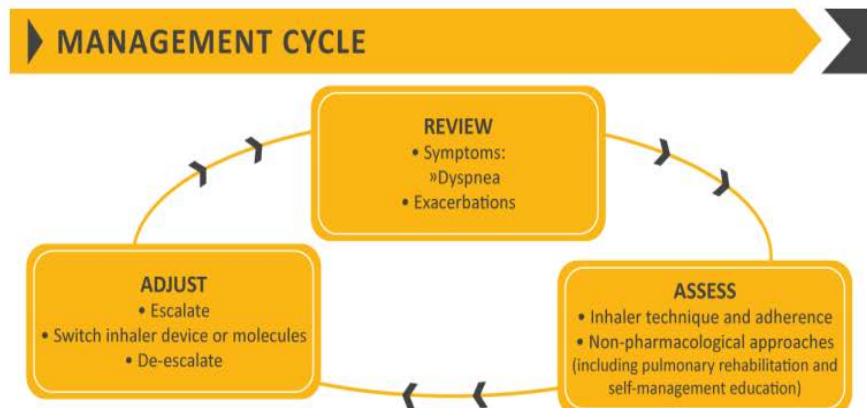 MANAGEMENT CYCLE
REVIEW
• Symptoms:
»Dyspnea
• Exacerbations
ADJUST
• Escalate
• Switch inhaler device or molecules
• De-escalate
ASSESS
• Inhaler technique and adherence
• Non-pharmacological approaches
(including pulmonary rehabilitation and
self-management education)